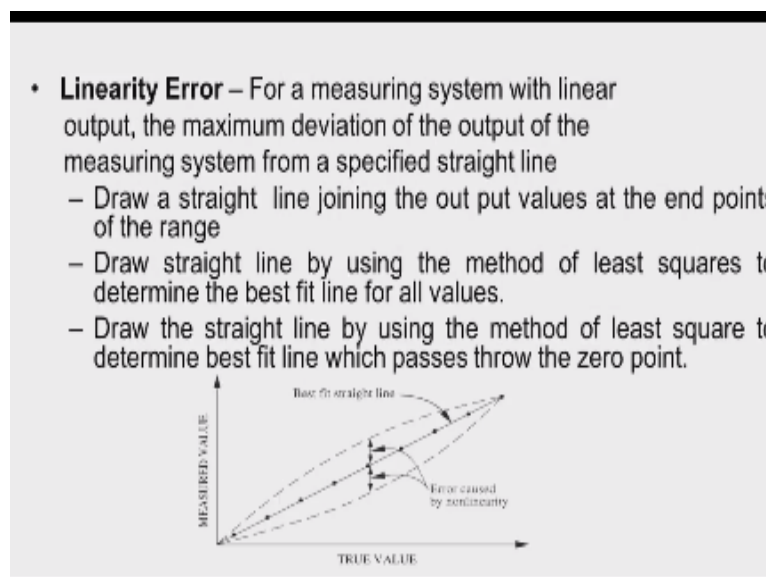 • Linearity Error – For a measuring system with linear
output, the maximum deviation of the output of the
measuring system from a specified straight line
– Draw a straight line joining the out put values at the end points
of the range
– Draw straight line by using the method of least squares to
determine the best fit line for all values.
– Draw the straight line by using the method of least square to
determine best fit line which passes throw the zero point.
Best fit straight line
MEASURED VALUE
Error caused
by nonlinearity
TRUE VALUE